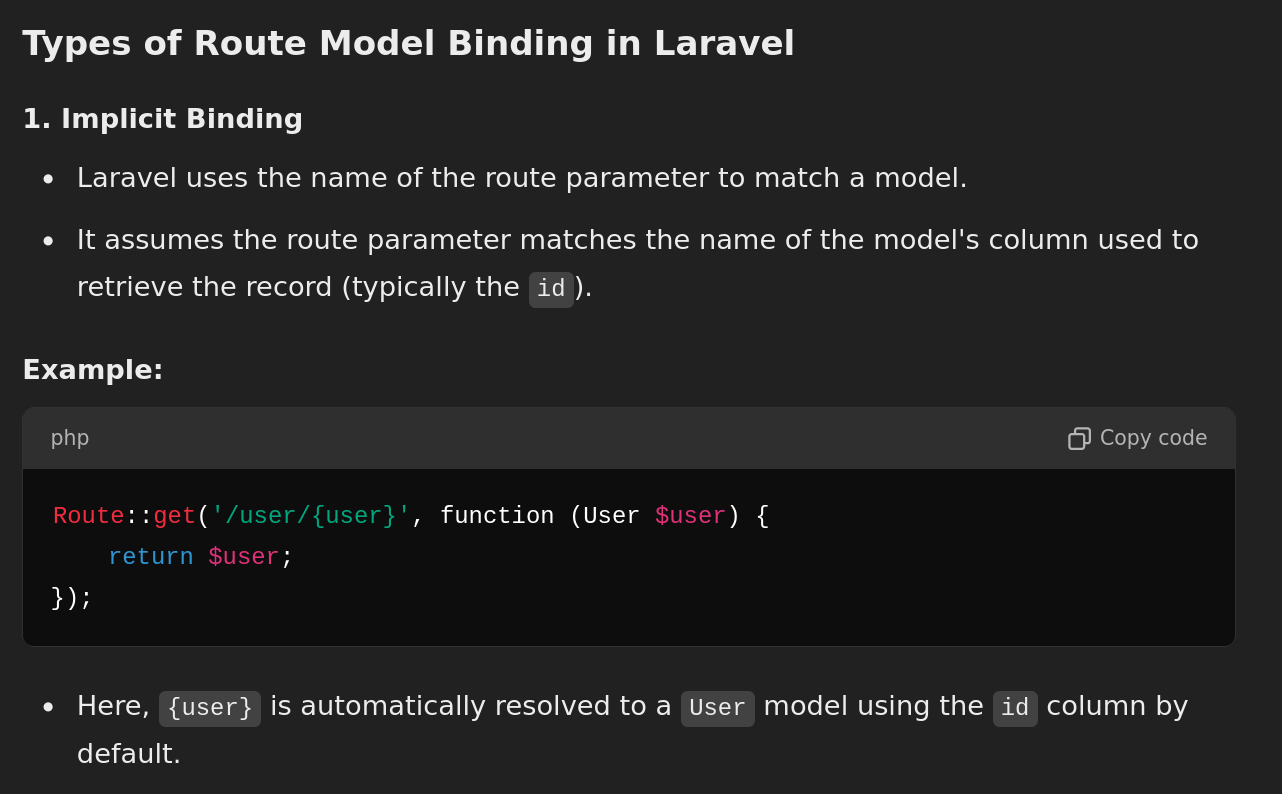 Types of Route Model Binding in Laravel
1. Implicit Binding
• Laravel uses the name of the route parameter to match a model.
• It assumes the route parameter matches the name of the model's column used to
retrieve the record (typically the id).
Example:
php
Copy code
Route::get('/user/{user}', function (User $user) {
    return $user;
});
• Here, {user} is automatically resolved to a User model using the id column by
default.